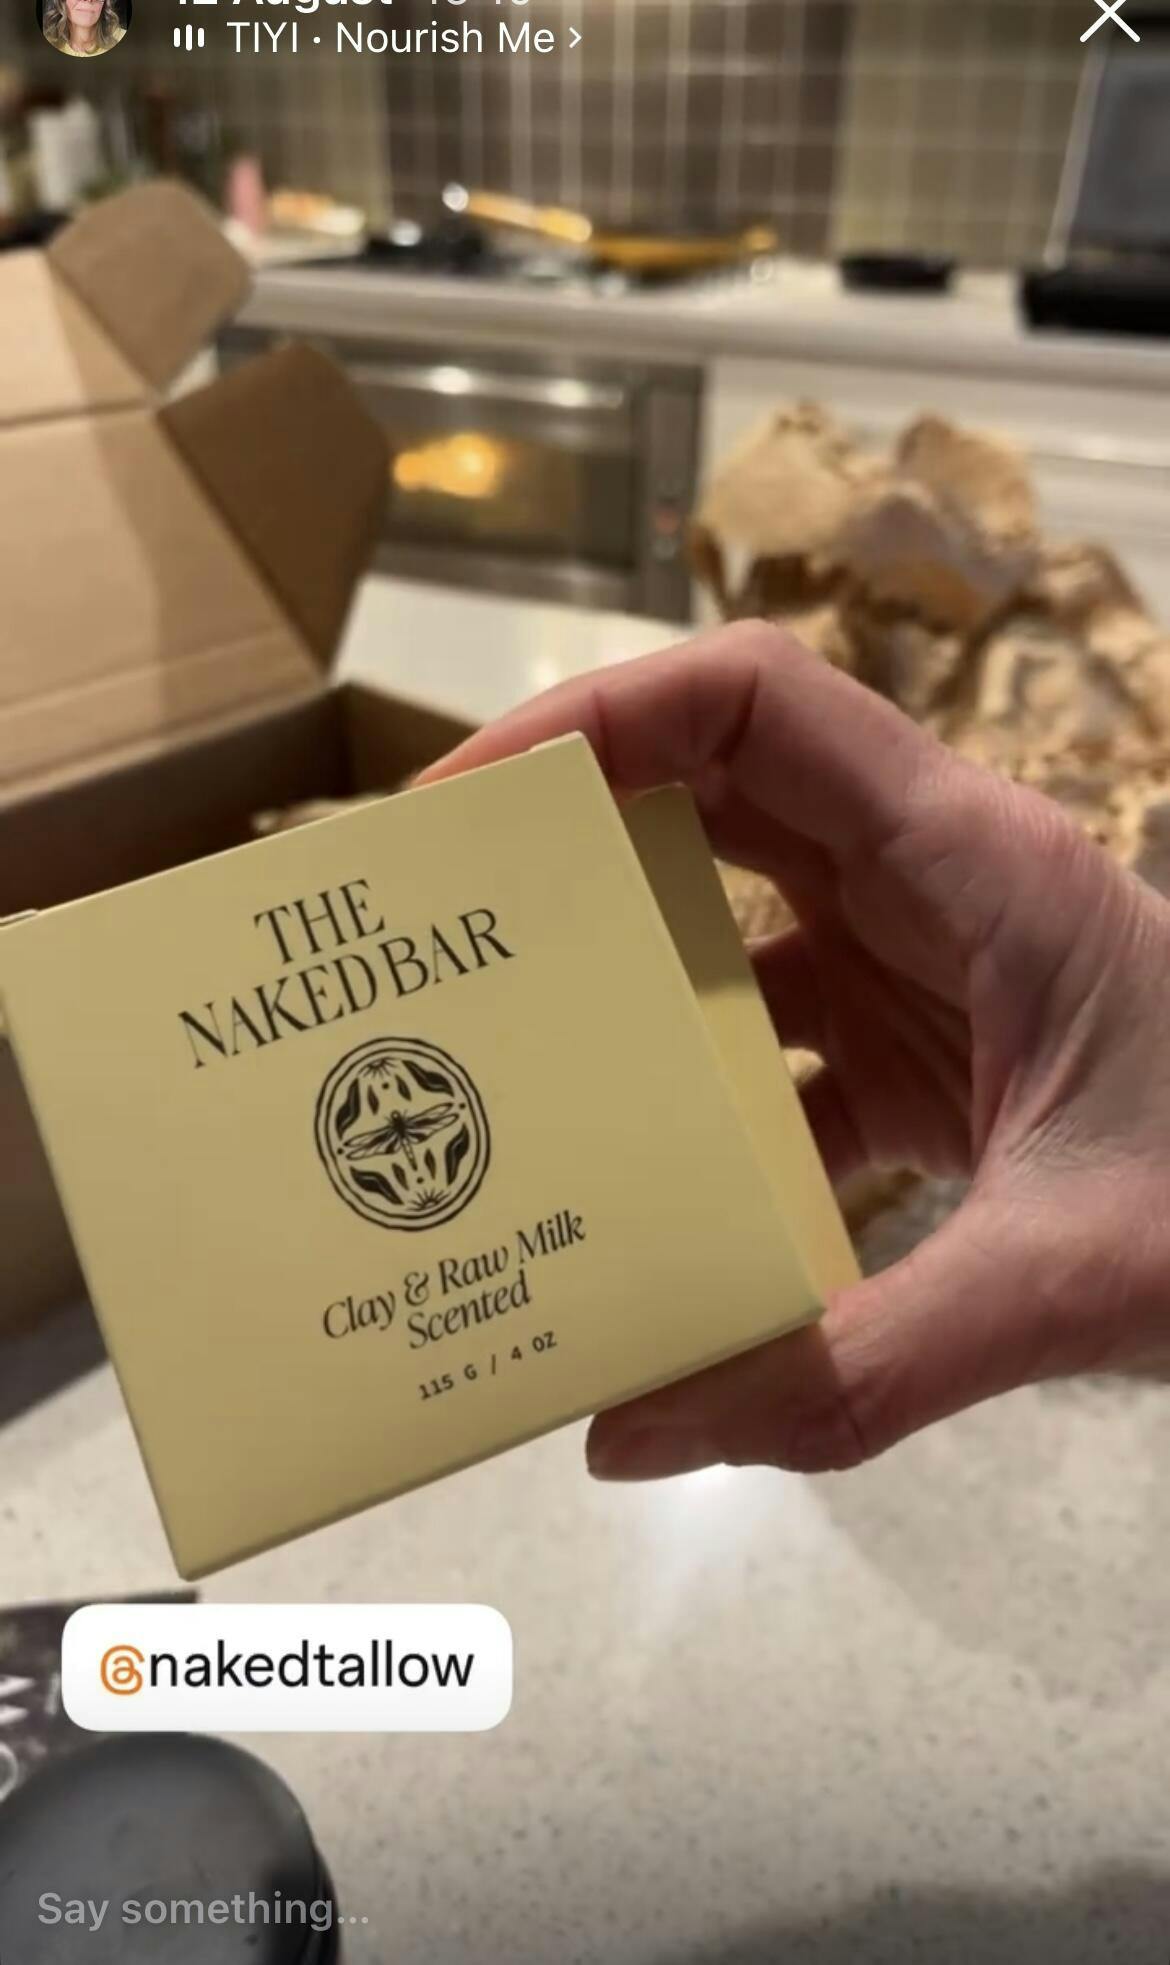 TIYI · Nourish Me >
THE
NAKED BAR
Clay & Raw Milk
Scented
115 G / 4 OZ
@nakedtallow
Say something...